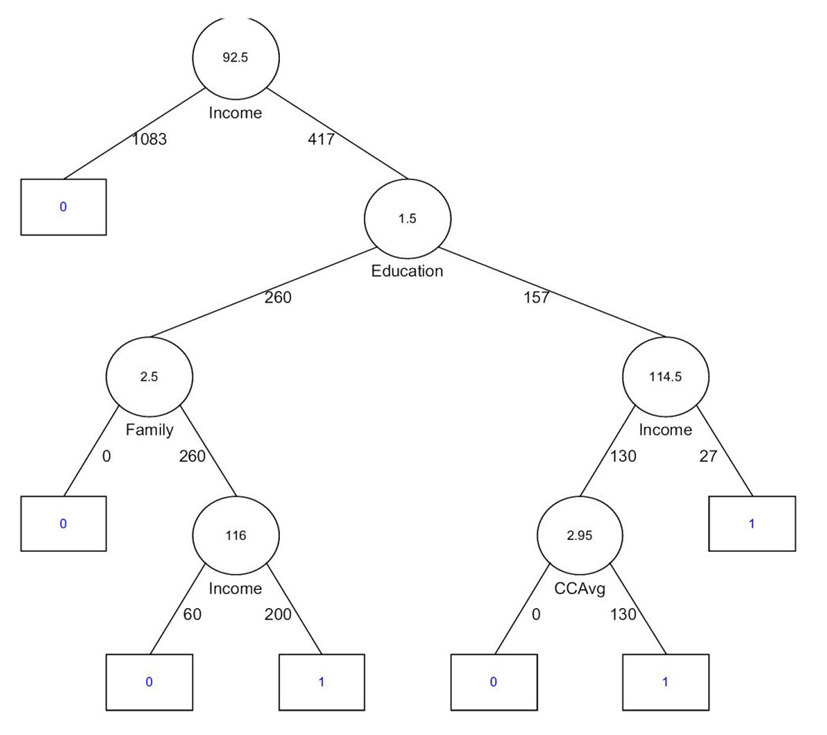 92.5
Income
1083 417
0
1.5
Education
260 157
2.5 114.5
Family Income
0 260 130 27
0 116 2.95 1
Income CCAvg
60 200 0 130
0 1 0 1